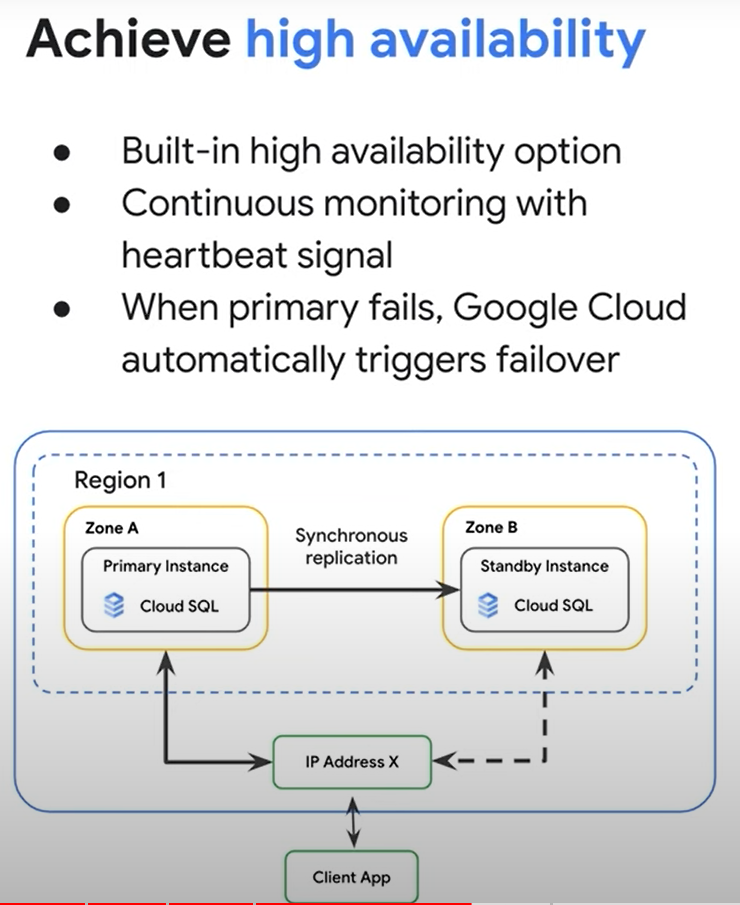 Achieve high availability
● Built-in high availability option
● Continuous monitoring with
heartbeat signal
● When primary fails, Google Cloud
automatically triggers failover
Region 1
Zone A
Primary Instance
Cloud SQL
Synchronous
replication
Zone B
Standby Instance
Cloud SQL
IP Address X
Client App